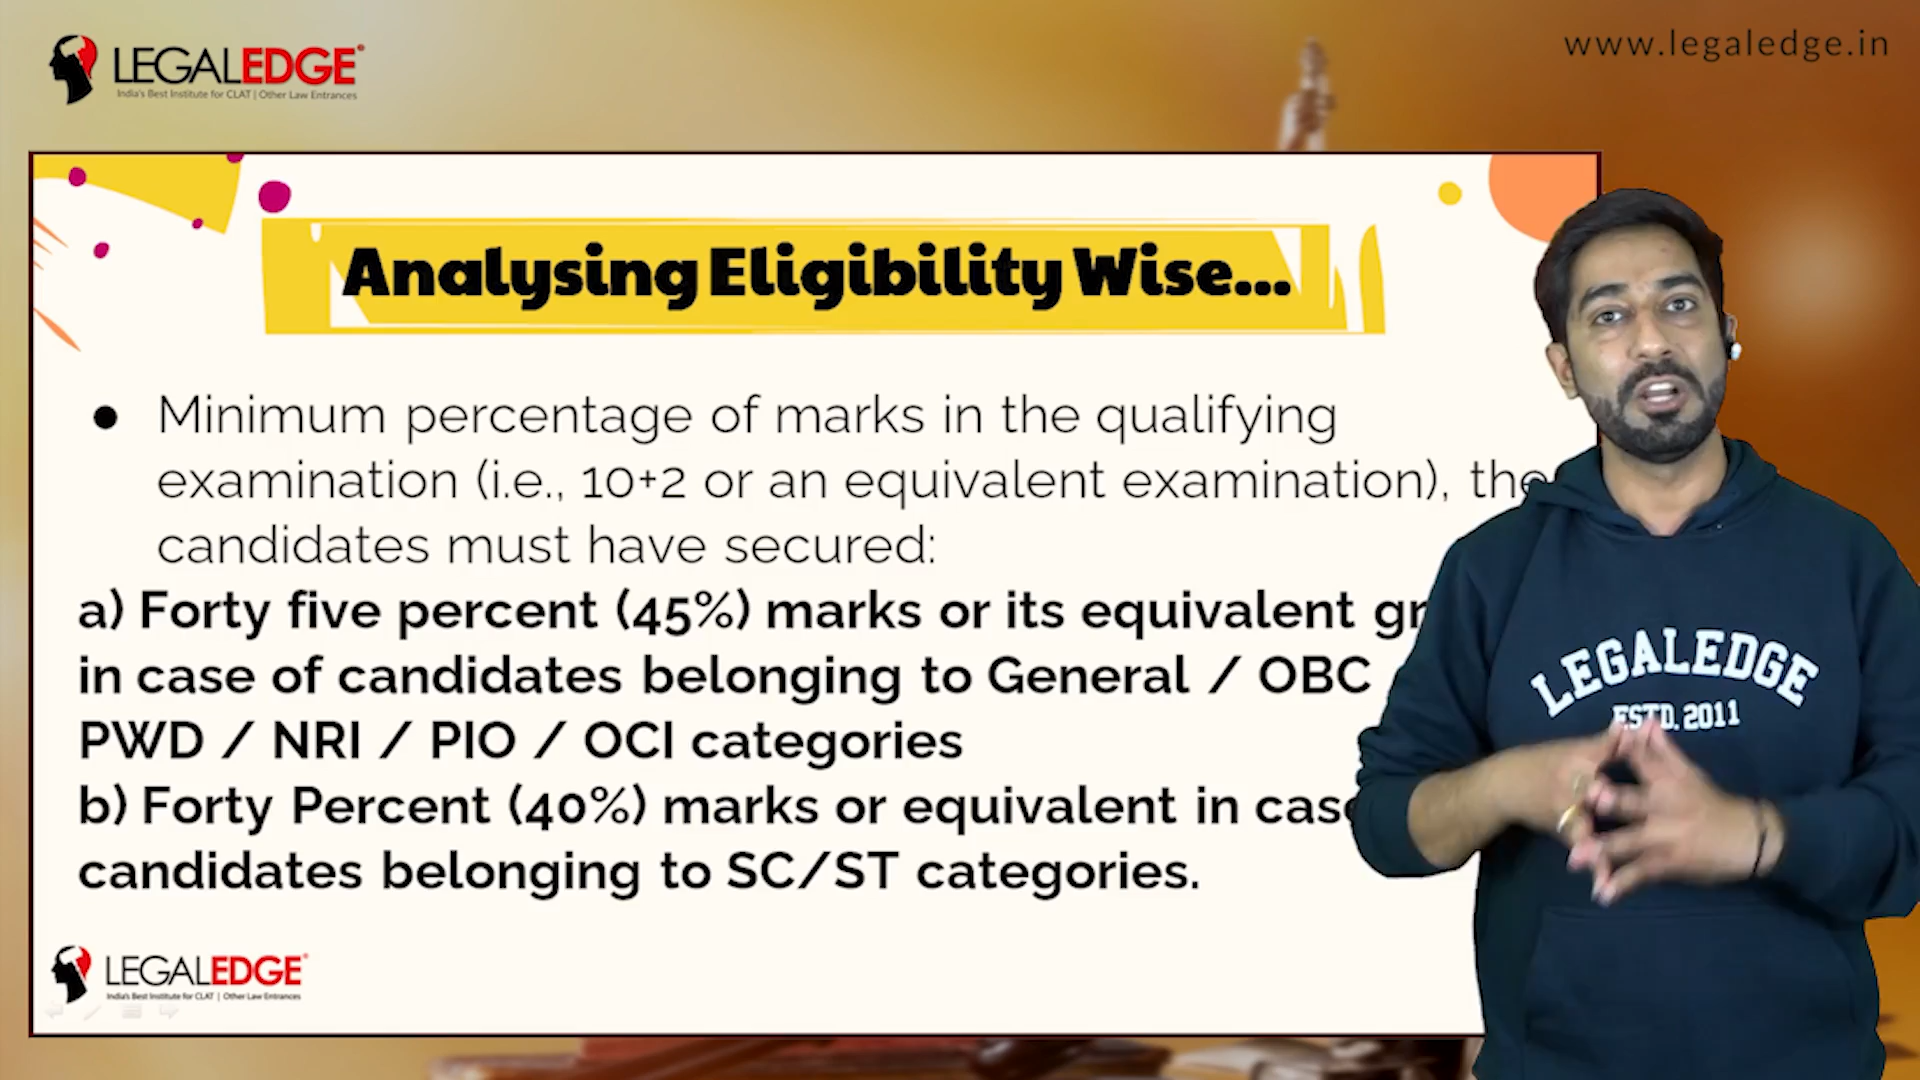 LEGALEDGE
India's Best Institute for CLAT | Other Law Entrances
www.legaledge.in
Analysing Eligibility Wise...
● Minimum percentage of marks in the qualifying
examination (i.e., 10+2 or an equivalent examination), the
candidates must have secured:
a) Forty five percent (45%) marks or its equivalent
in case of candidates belonging to General / OBC
PWD / NRI / PIO / OCI categories
b) Forty Percent (40%) marks or equivalent in case
candidates belonging to SC/ST categories.
LEGALEDGE
ESTD. 2011
LEGALEDGE
India's Best Institute for CLAT | Other Law Entrances